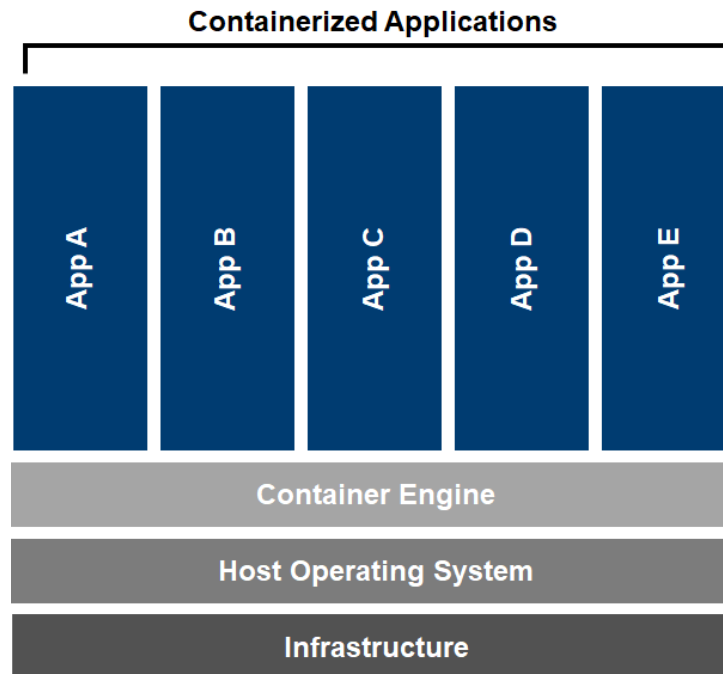 Containerized Applications
App A
App B
App C
App D
App E
Container Engine
Host Operating System
Infrastructure